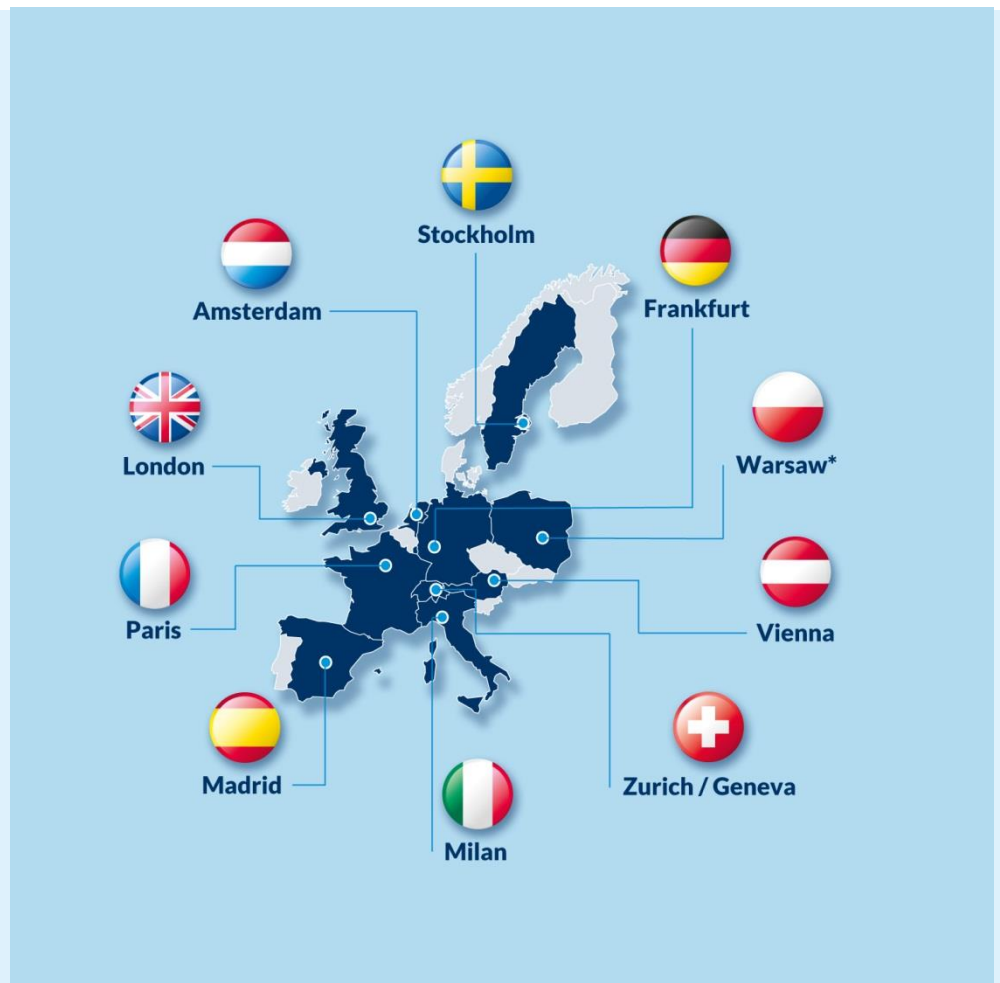 Stockholm
Amsterdam
Frankfurt
London
Warsaw*
Paris
Vienna
Madrid
Zurich / Geneva
Milan